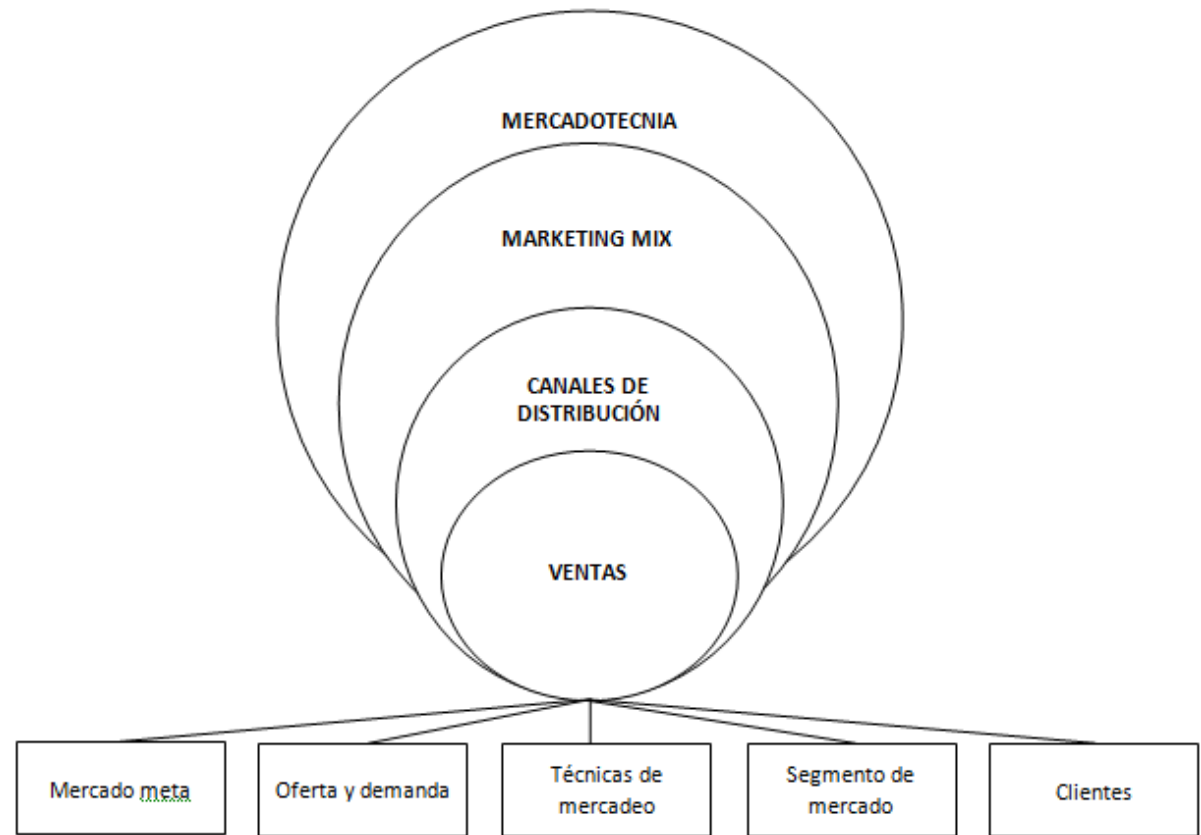 MERCADOTECNIA
MARKETING MIX
CANALES DE
DISTRIBUCIÓN
VENTAS
Mercado meta
Oferta y demanda
Técnicas de
mercadeo
Segmento de
mercado
Clientes